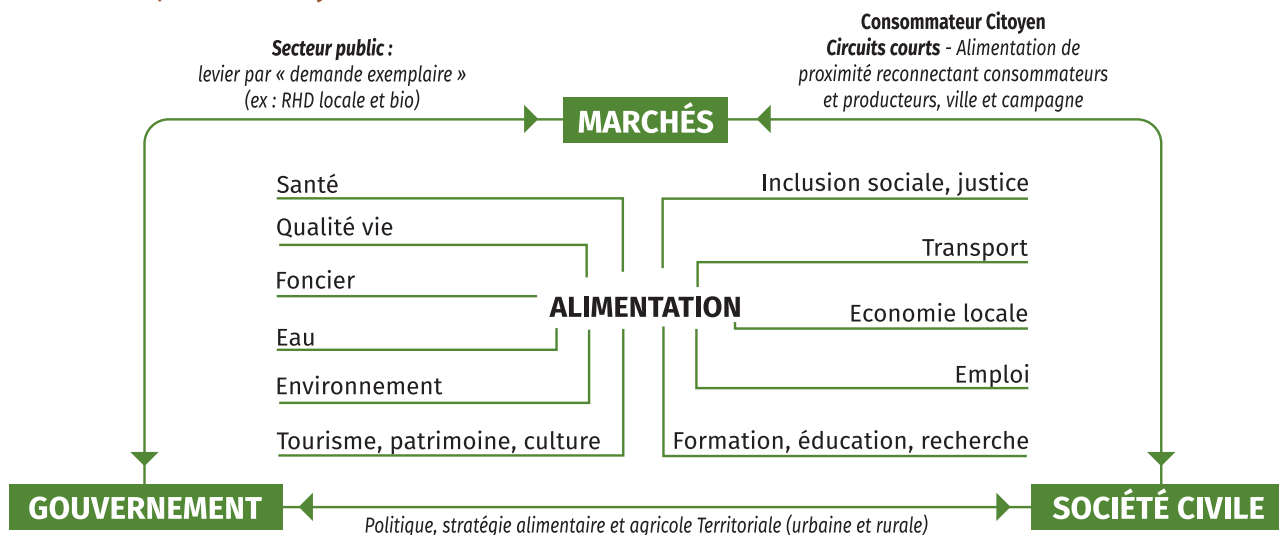 Secteur public :
levier par « demande exemplaire »
(ex : RHD locale et bio)
Consommateur Citoyen
Circuits courts - Alimentation de
proximité reconnectant consommateurs
et producteurs, ville et campagne
MARCHÉS
Santé
Qualité vie
Foncier
Eau
Environnement
Tourisme, patrimoine, culture
ALIMENTATION
Inclusion sociale, justice
Transport
Economie locale
Emploi
Formation, éducation, recherche
GOUVERNEMENT
SOCIÉTÉ CIVILE
Politique, stratégie alimentaire et agricole Territoriale (urbaine et rurale)